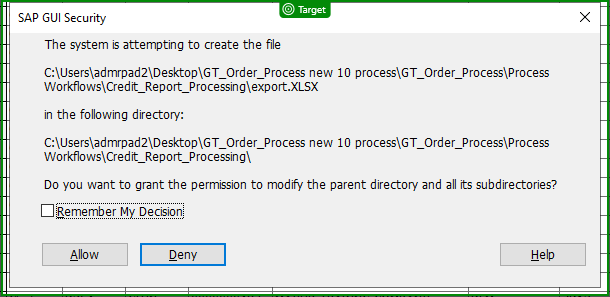 Target
SAP GUI Security
The system is attempting to create the file
C:\Users\admrpad2\Desktop\GT_Order_Process new 10 process\GT_Order_Process\Process
Workflows\Credit_Report_Processing\export.XLSX
in the following directory:
C:\Users\admrpad2\Desktop\GT_Order_Process new 10 process\GT_Order_Process\Process
Workflows\Credit_Report_Processing\
Do you want to grant the permission to modify the parent directory and all its subdirectories?
Remember My Decision
Allow
Deny
Help